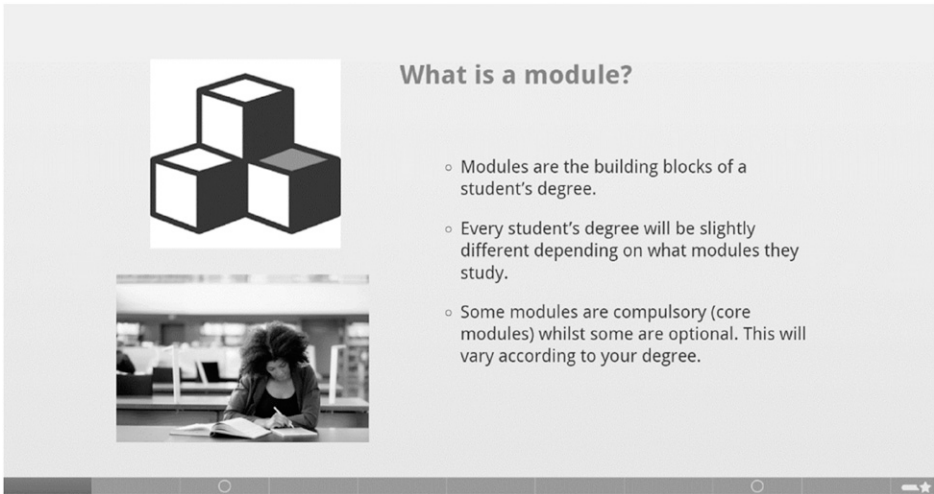 What is a module?
Modules are the building blocks of a
student's degree.
Every student's degree will be slightly
different depending on what modules they
study.
Some modules are compulsory (core
modules) whilst some are optional. This will
vary according to your degree.